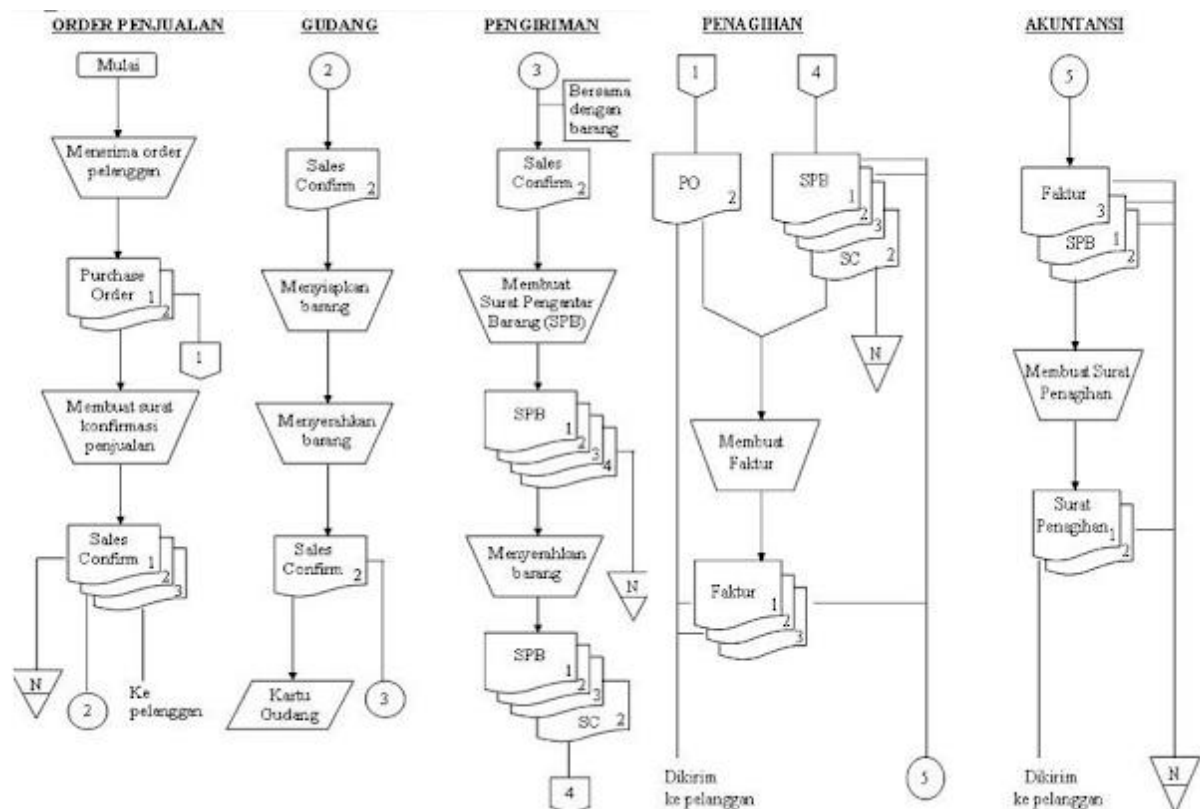 ORDER PENJUALAN
Mulai
Menerima order
pelanggan
Purchase
Order
1
2
1
Membuat surat
konfirmasi
penjualan
Sales
Confirm
1
2
3
N
2
Ke
pelanggan
GUDANG
2
Sales
Confirm
2
Menyiapkan
barang
Menyerahkan
barang
Sales
Confirm
2
Kartu
Gudang
3
PENGIRIMAN
3
Bersama
dengan
barang
Sales
Confirm
2
Membuat
Surat Pengantar
Barang (SPB)
SPB
1
2
3
4
N
Menyerahkan
barang
SPB
1
2
3
SC
2
4
PENAGIHAN
1
4
PO
2
SPB
1
2
3
SC
2
N
Membuat
Faktur
Faktur
1
2
3
Dikirim
ke pelanggan
5
AKUNTANSI
5
Faktur
3
SPB
1
2
Membuat Surat
Penagihan
Surat
Penagihan
1
2
Dikirim
ke pelanggan
N